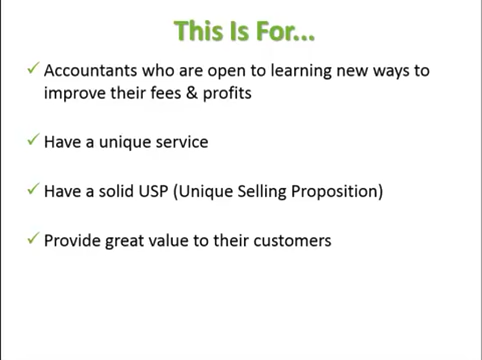 This Is For...
Accountants who are open to learning new ways to
improve their fees & profits
Have a unique service
Have a solid USP (Unique Selling Proposition)
Provide great value to their customers